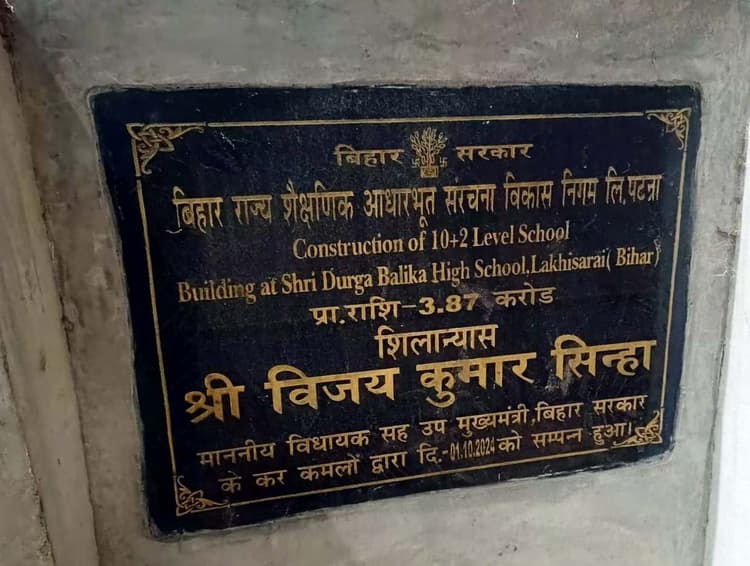 बिहार सरकार
बिहार राज्य शैक्षणिक आधारभूत संरचना विकास निगम लि. पटना
Construction of 10+2 Level School
Building at Shri Durga Balika High School,Lakhisarai( Bihar)
प्रा.राशि-3.87 करोड
शिलान्यास
श्री विजय कुमार सिन्हा
माननीय विधायक सह उप मुख्यमंत्री,बिहार सरकार
के कर कमलों द्वारा दि.-01.10.2024 को सम्पन्न हुआ।